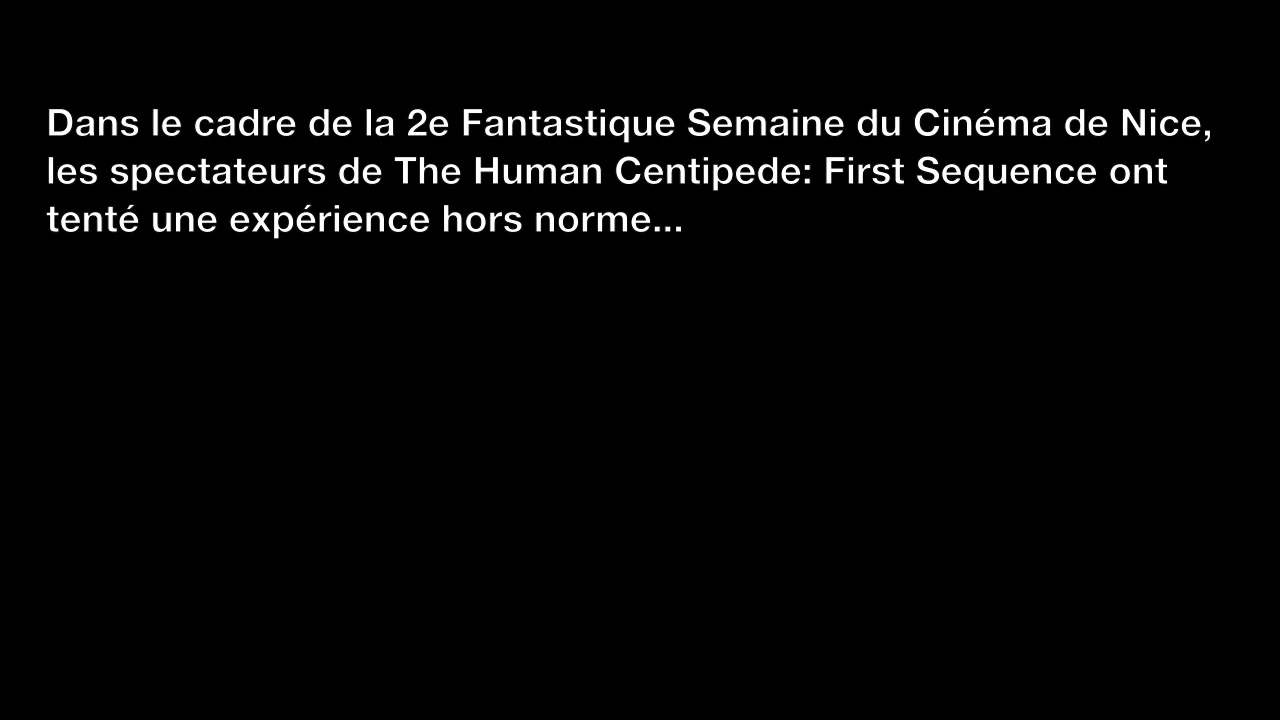 Dans le cadre de la 2e Fantastique Semaine du Cinéma de Nice,
les spectateurs de The Human Centipede: First Sequence ont
tenté une expérience hors norme...